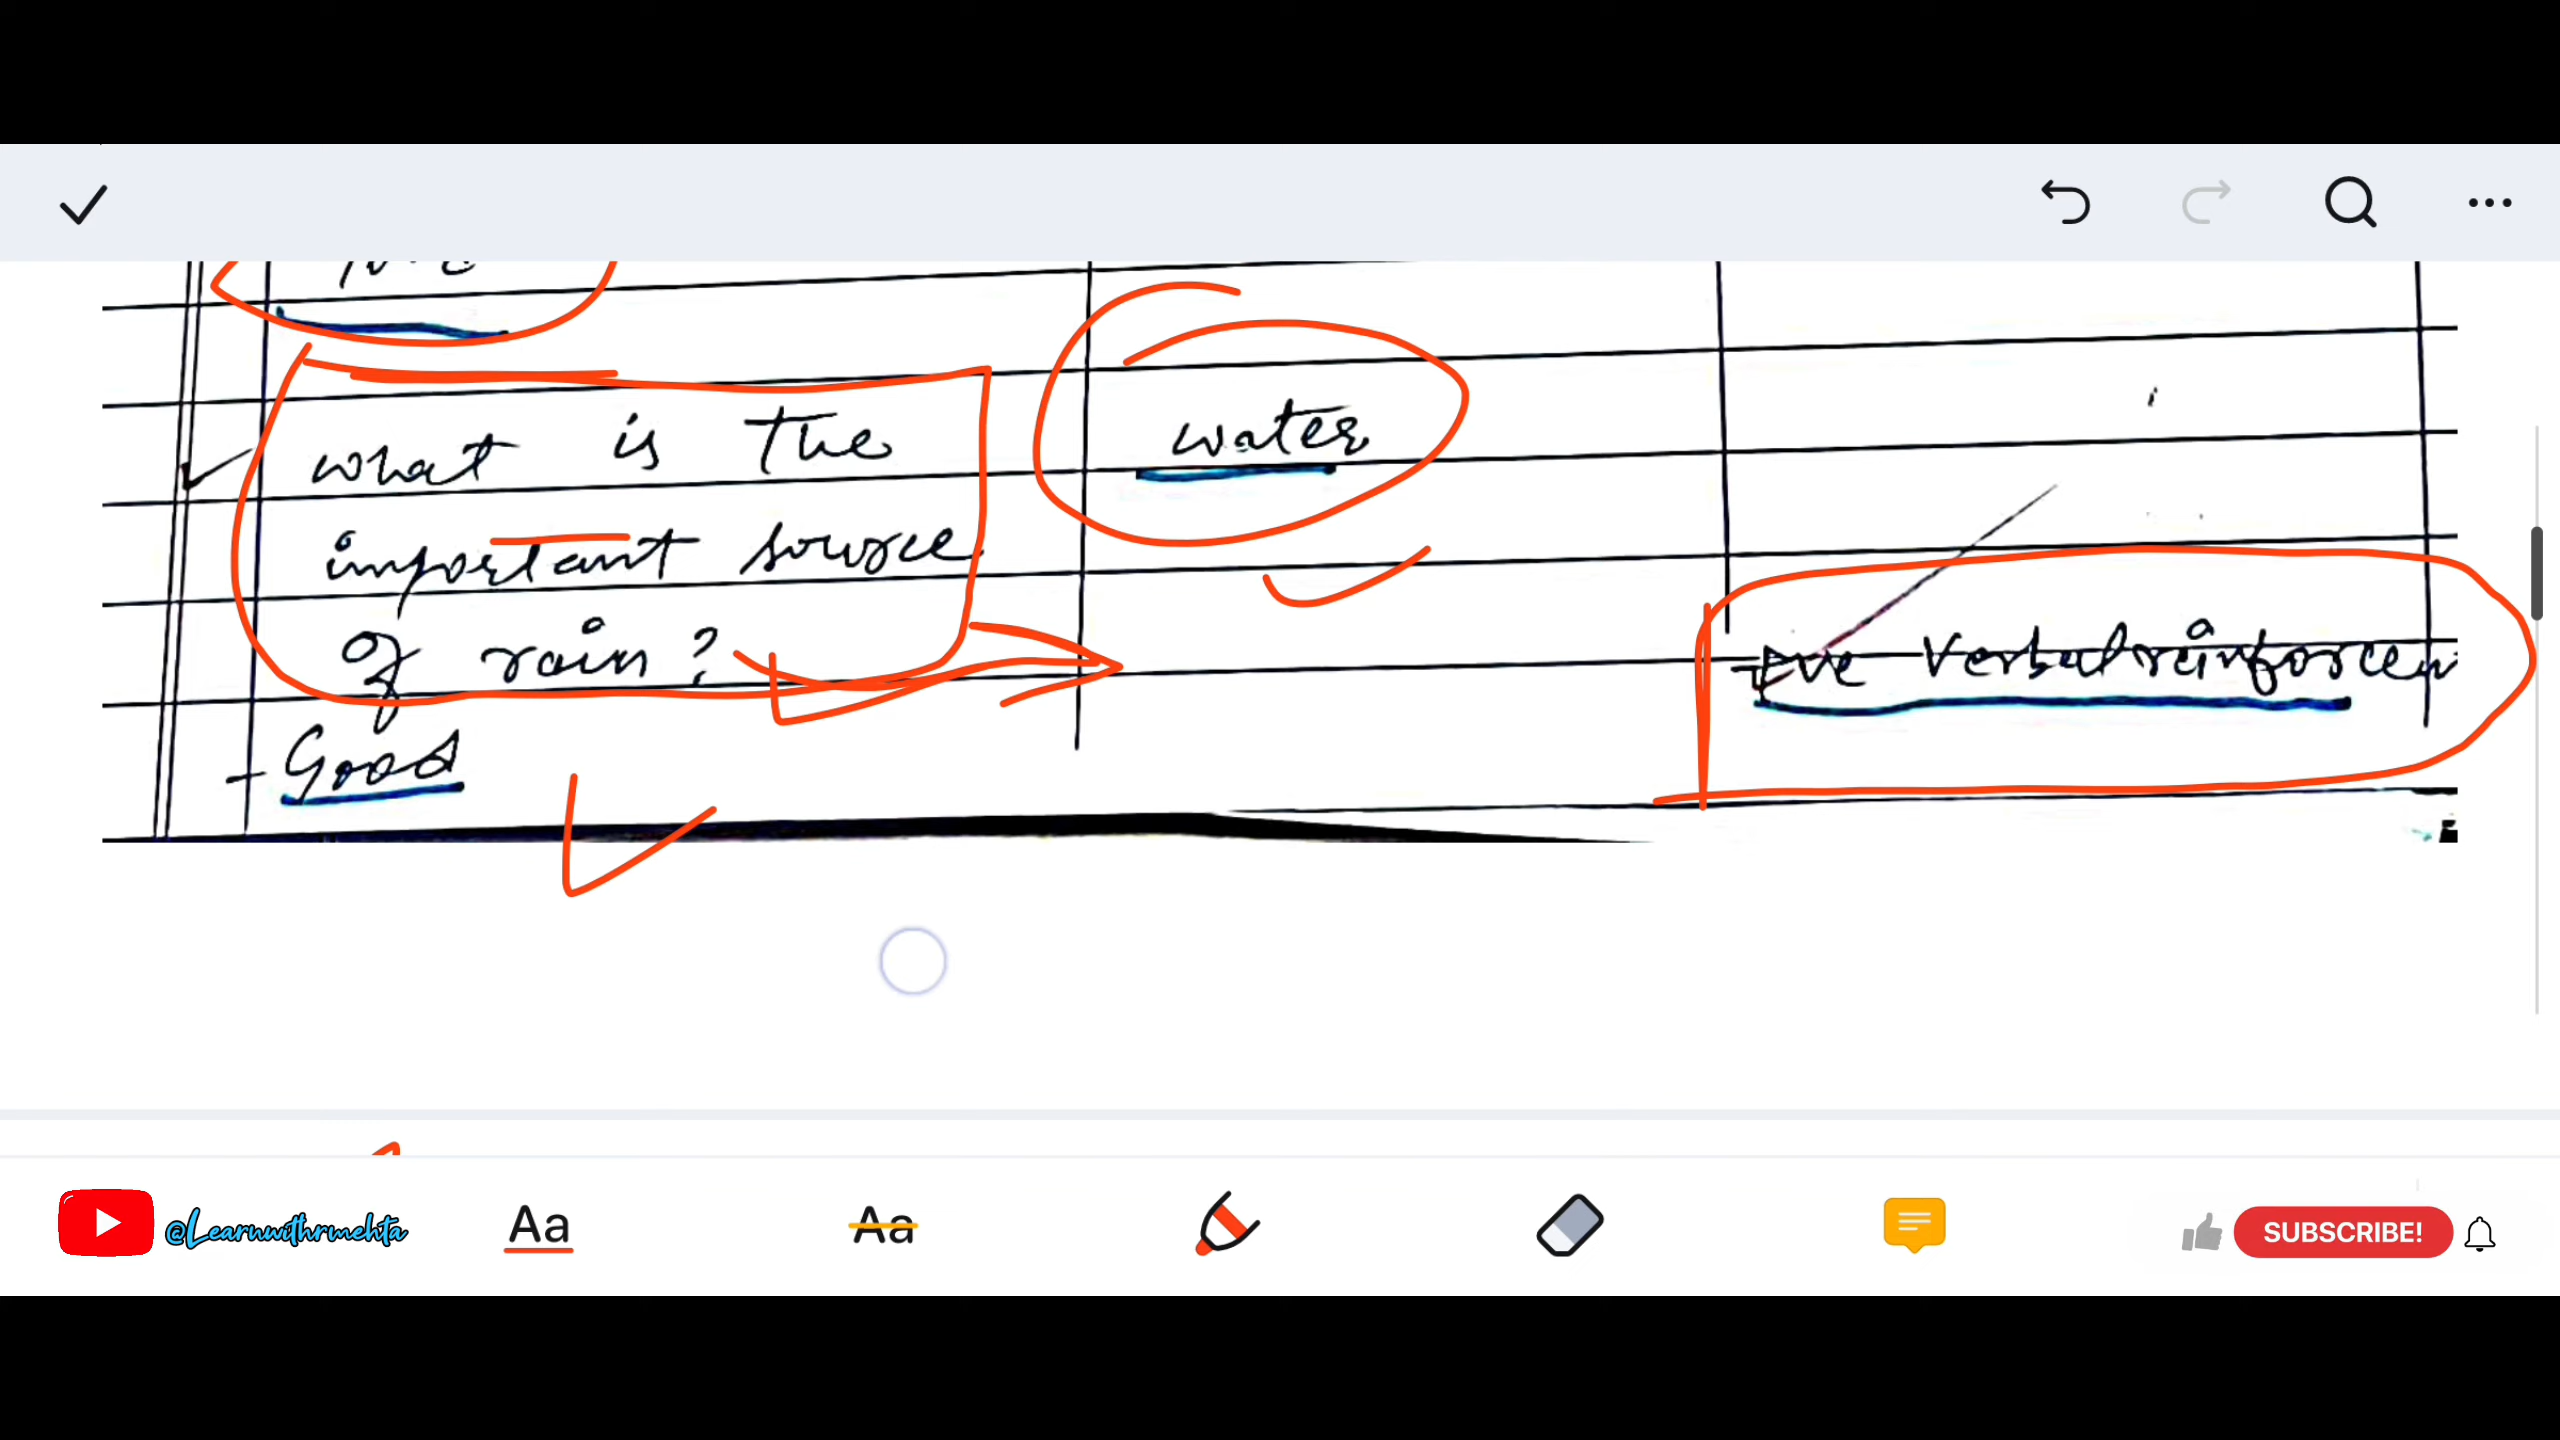 what is the water
important source
of rain?
+ve Verbal reinforcem
- Good
@Learnwithrmehta Aa Aa SUBSCRIBE!